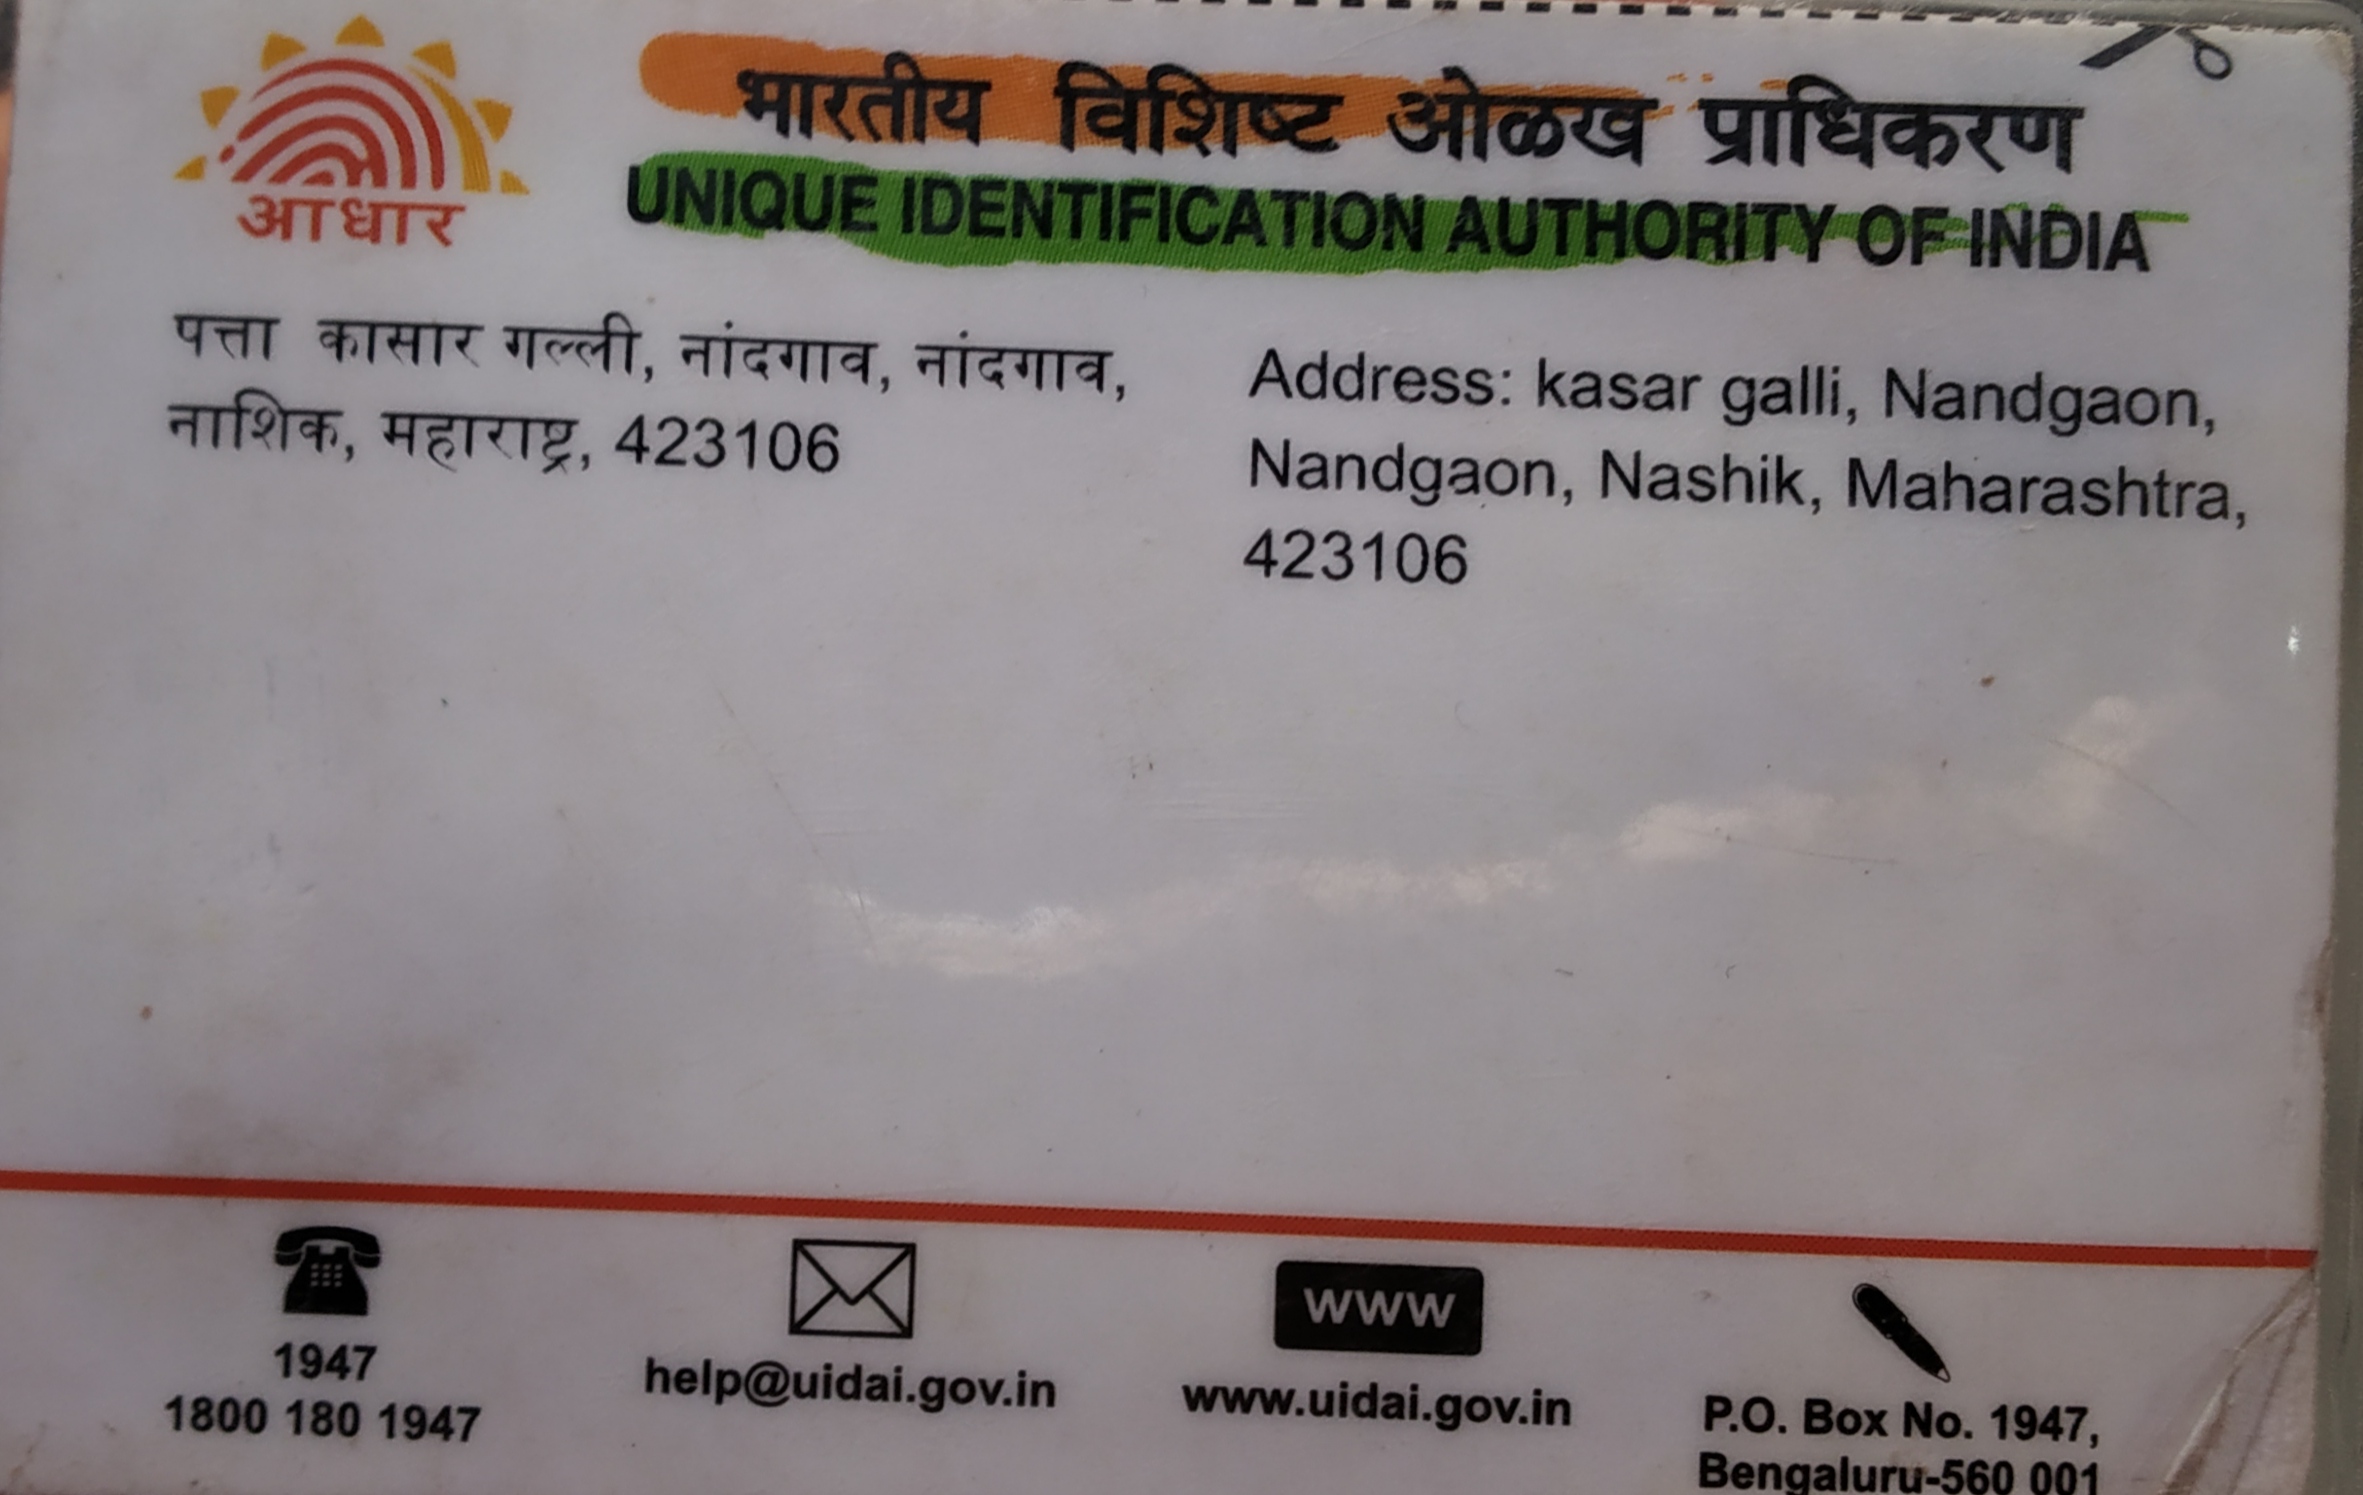 आधार
भारतीय विशिष्ट ओळख प्राधिकरण
UNIQUE IDENTIFICATION AUTHORITY OF INDIA
पत्ता कासार गल्ली, नांदगाव, नांदगाव,
नाशिक, महाराष्ट्र, 423106
Address: kasar galli, Nandgaon,
Nandgaon, Nashik, Maharashtra,
423106
1947
1800 180 1947
help@uidai.gov.in
www
www.uidai.gov.in
P.O. Box No. 1947,
Bengaluru-560 001